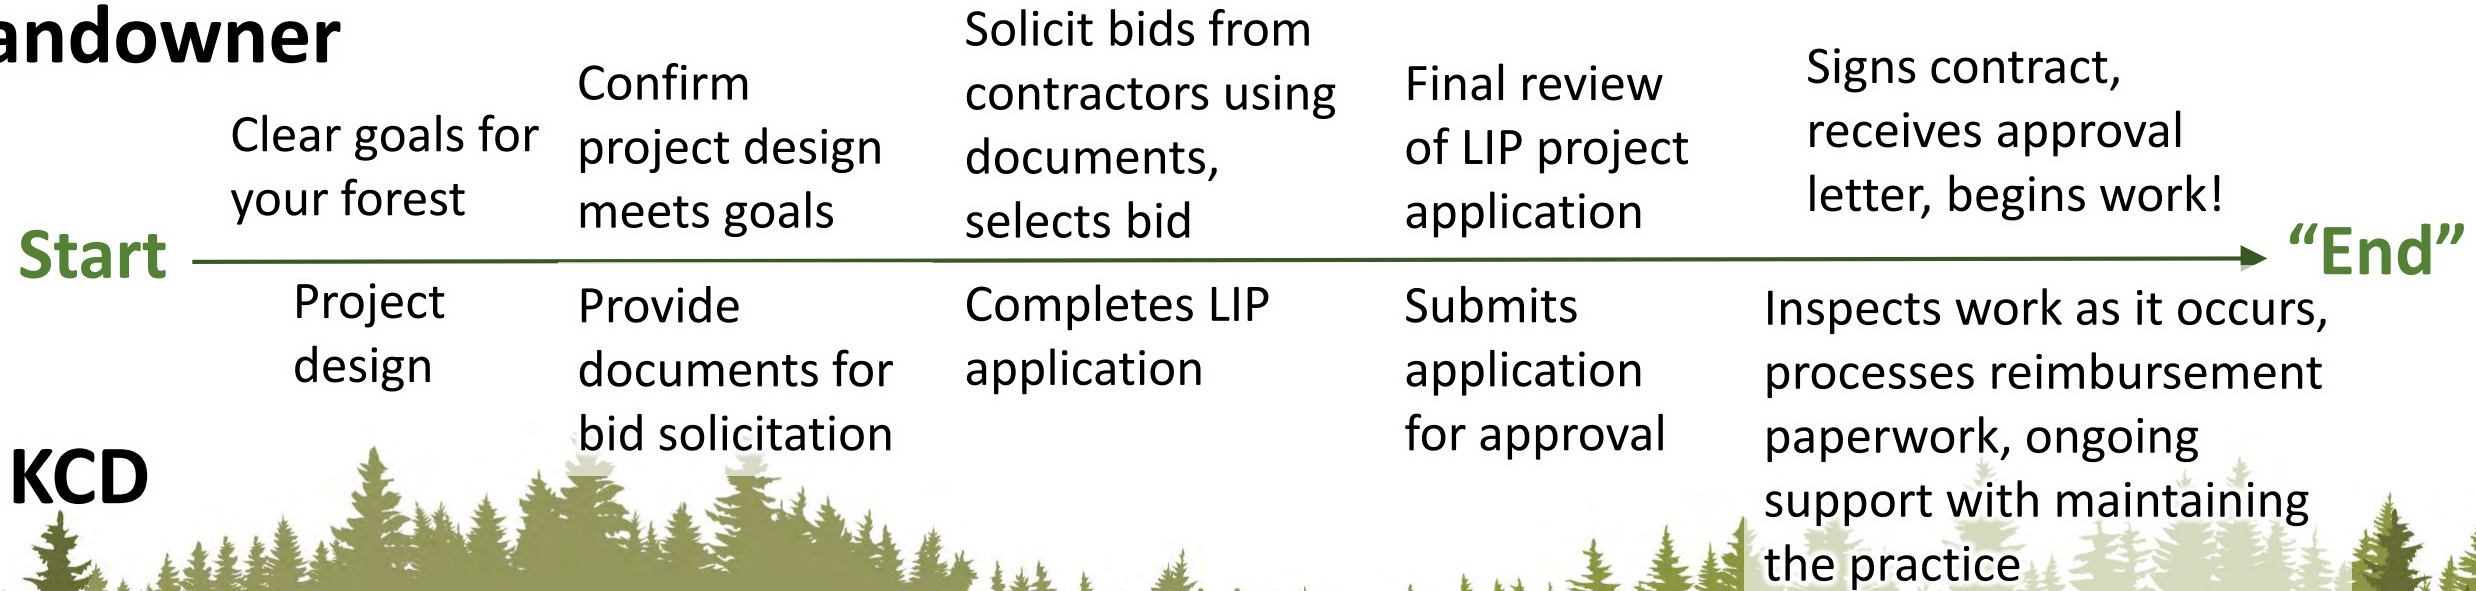 andowner
Clear goals for
your forest
Confirm
project design
meets goals
Solicit bids from
contractors using
documents,
selects bid
Final review
of LIP project
application
Signs contract,
receives approval
letter, begins work!
Start
“End”
Project
design
Provide
documents for
bid solicitation
Completes LIP
application
Submits
application
for approval
Inspects work as it occurs,
processes reimbursement
paperwork, ongoing
support with maintaining
the practice
KCD